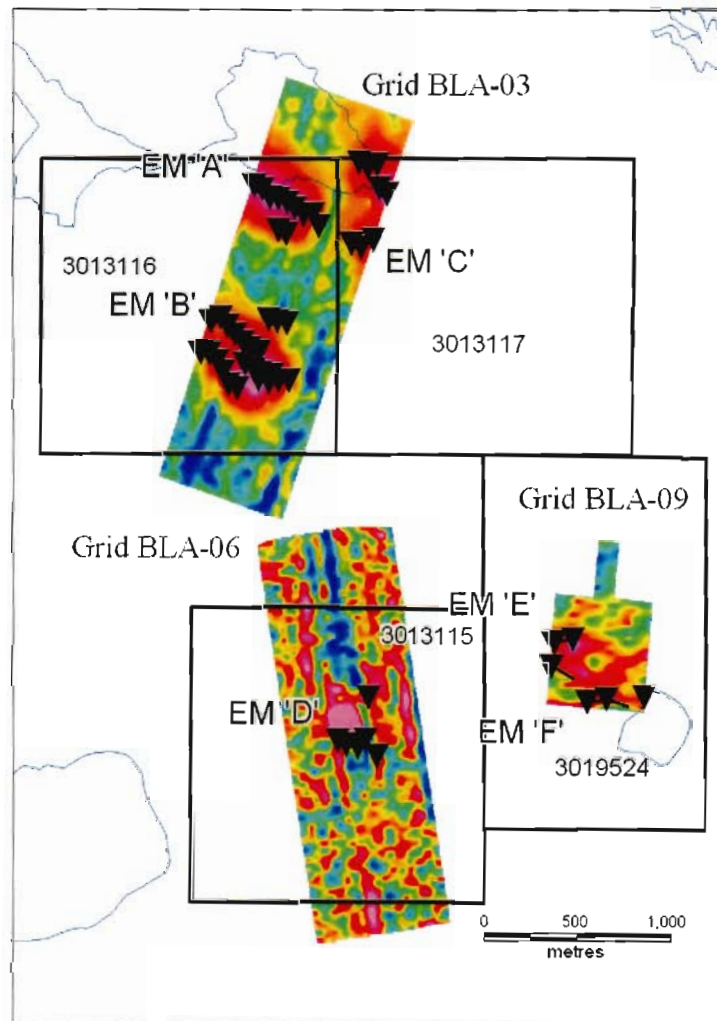 Grid BLA-03
EM "A"
EM 'C'
3013116
EM 'B'
3013117
Grid BLA-09
Grid BLA-06
EM 'E'
3013115
EM "D'
EM 'F'
3019524
0 500 1,000
metres